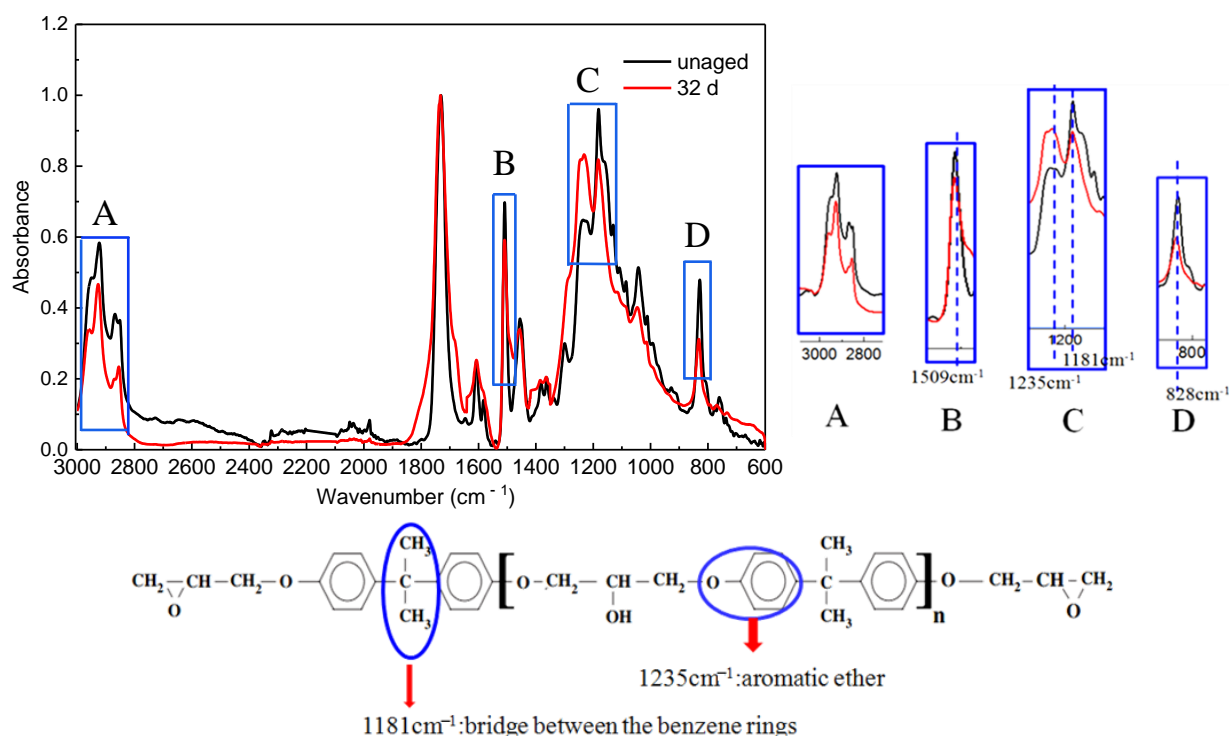 1.2
1.0
0.8
0.6
0.4
0.2
0.0
Absorbance
unaged
32 d
A
B
C
D
3000 2800 2600 2400 2200 2000 1800 1600 1400 1200 1000 800 600
Wavenumber (cm⁻¹)
3000 2800
1509cm⁻¹
1200
1181cm⁻¹
1235cm⁻¹
800
828cm⁻¹
A B C D
CH₃ CH₃
CH₂ CH—CH₂—O C O—CH₂—CH—CH₂—O C O—CH₂—CH CH₂
O CH₃ OH CH₃ n O
1235cm⁻¹:aromatic ether
1181cm⁻¹:bridge between the benzene rings